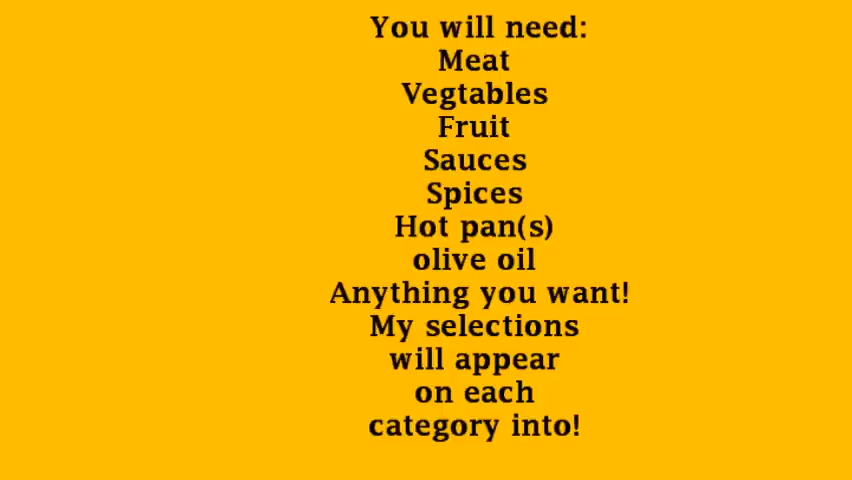 You will need:
Meat
Vegtables
Fruit
Sauces
Spices
Hot pan(s)
olive oil
Anything you want!
My selections
will appear
on each
category into!